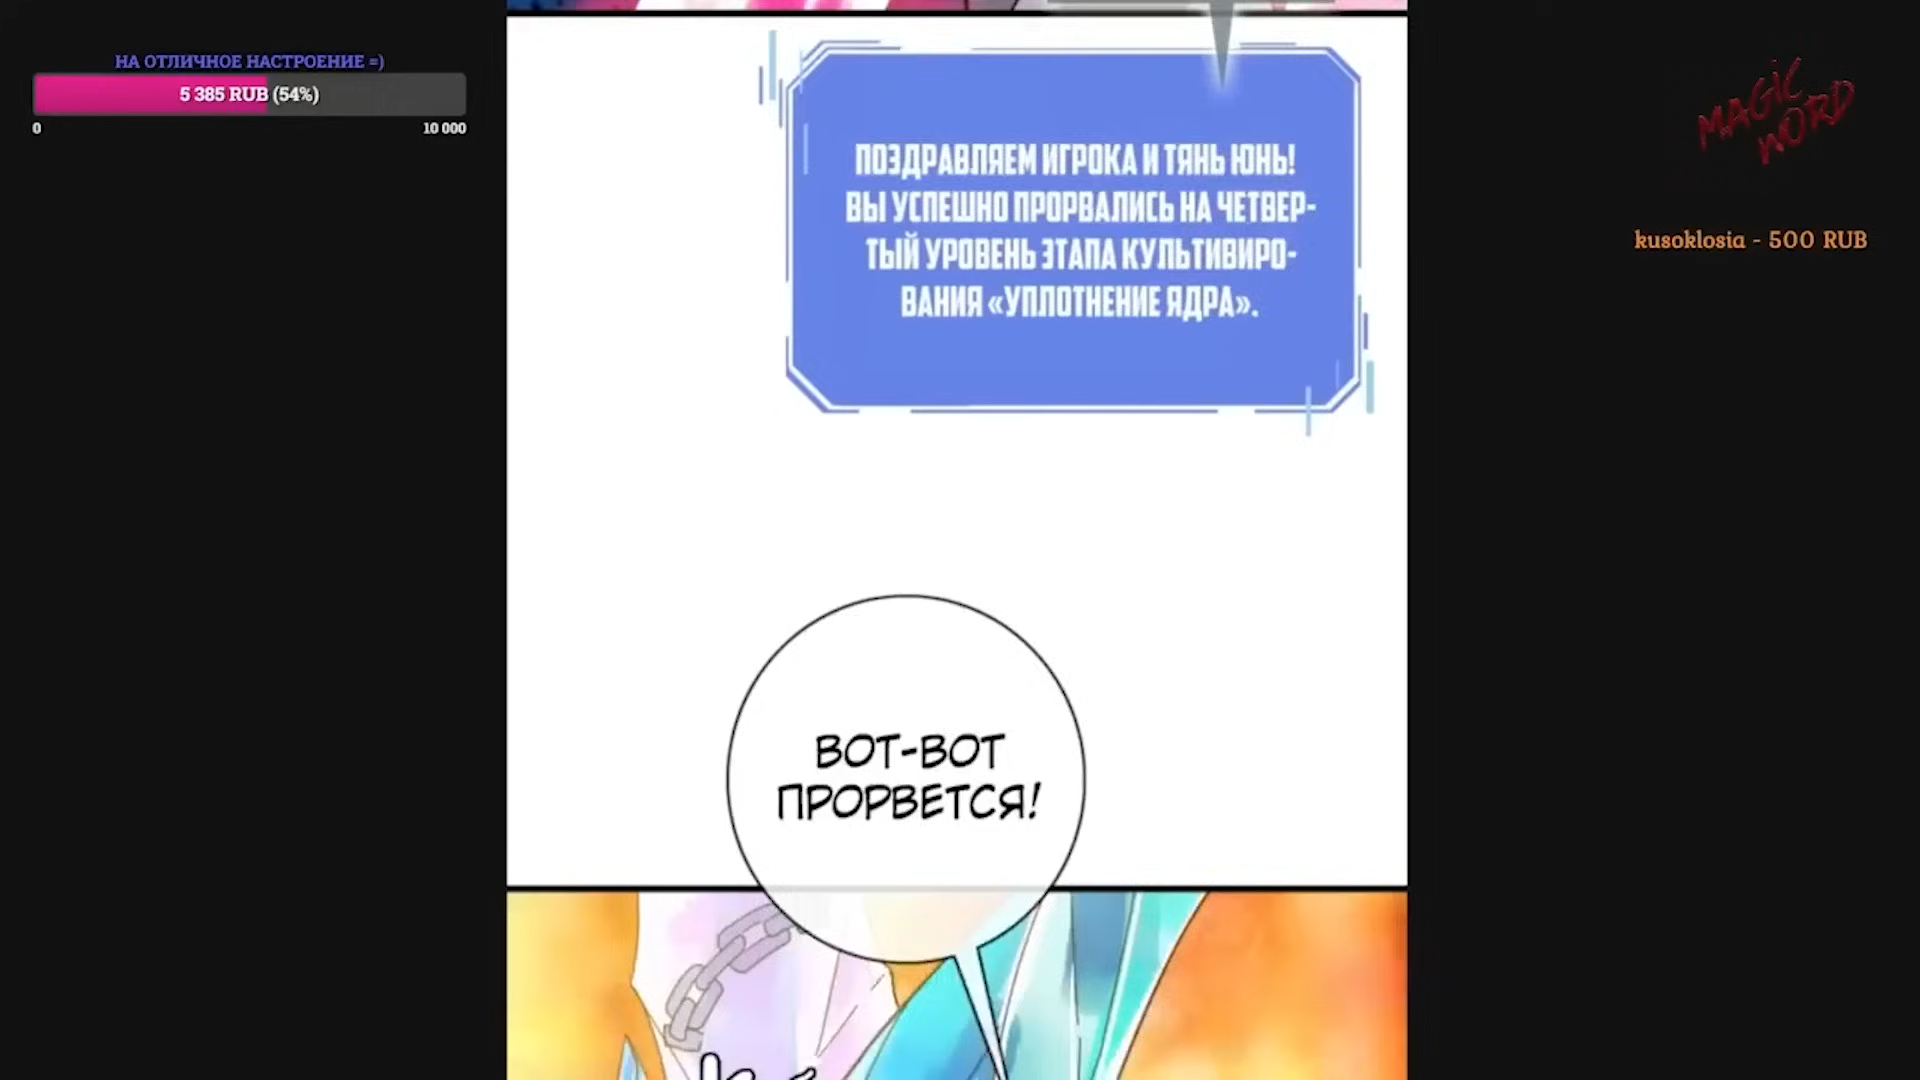 НА ОТЛИЧНОЕ НАСТРОЕНИЕ =)
5 385 RUB (54%)
0
10 000
MAGIC
WORD
kusoklosia - 500 RUB
ПОЗДРАВЛЯЕМ ИГРОКА И ТЯНЬ ЮНЬ!
ВЫ УСПЕШНО ПРОРВАЛИСЬ НА ЧЕТВЕР-
ТЫЙ УРОВЕНЬ ЭТАПА КУЛЬТИВИРО-
ВАНИЯ «УПЛОТНЕНИЕ ЯДРА».
ВОТ-ВОТ
ПРОРВЕТСЯ!